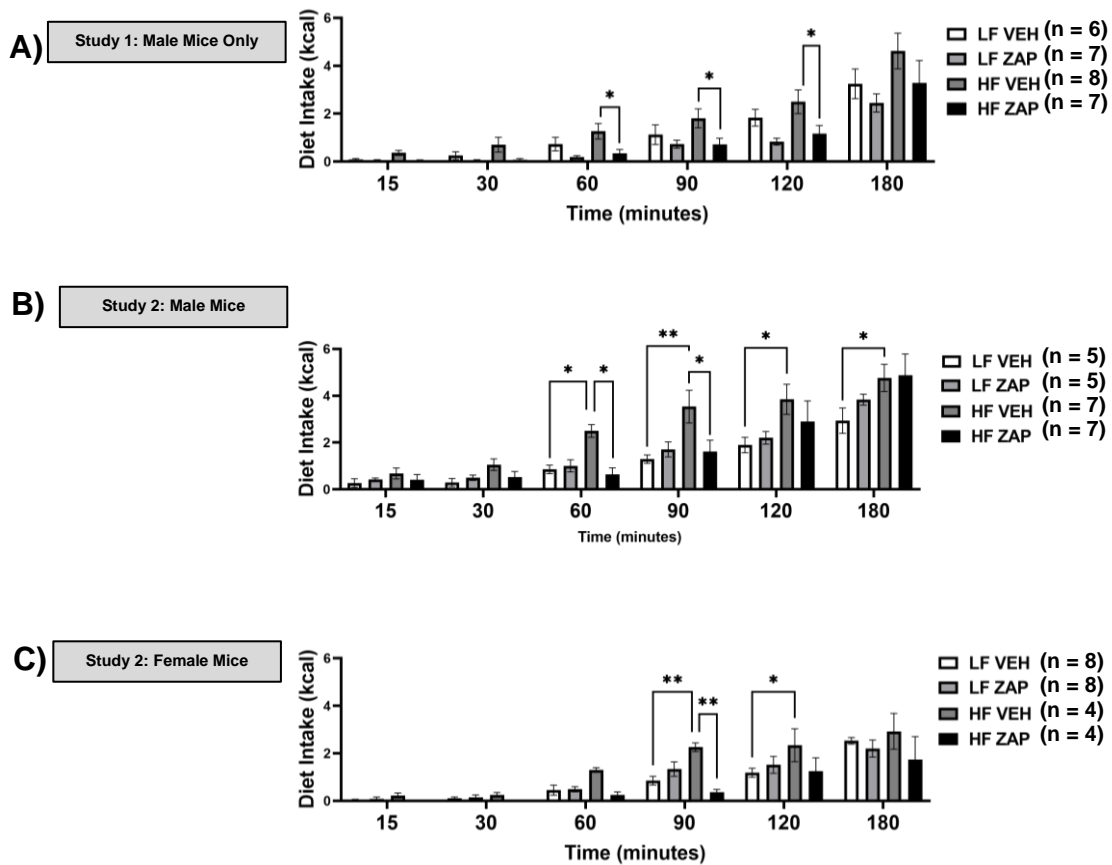 A)
Study 1: Male Mice Only
Diet Intake (kcal)
6
4
2
0
*
*
*
15 30 60 90 120 180
Time (minutes)
LF VEH (n = 6)
LF ZAP (n = 7)
HF VEH (n = 8)
HF ZAP (n = 7)
B)
Study 2: Male Mice
Diet Intake (kcal)
6
4
2
0
* *
** *
*
*
15 30 60 90 120 180
Time (minutes)
LF VEH (n = 5)
LF ZAP (n = 5)
HF VEH (n = 7)
HF ZAP (n = 7)
C)
Study 2: Female Mice
Diet Intake (kcal)
6
4
2
0
** **
*
15 30 60 90 120 180
Time (minutes)
LF VEH (n = 8)
LF ZAP (n = 8)
HF VEH (n = 4)
HF ZAP (n = 4)